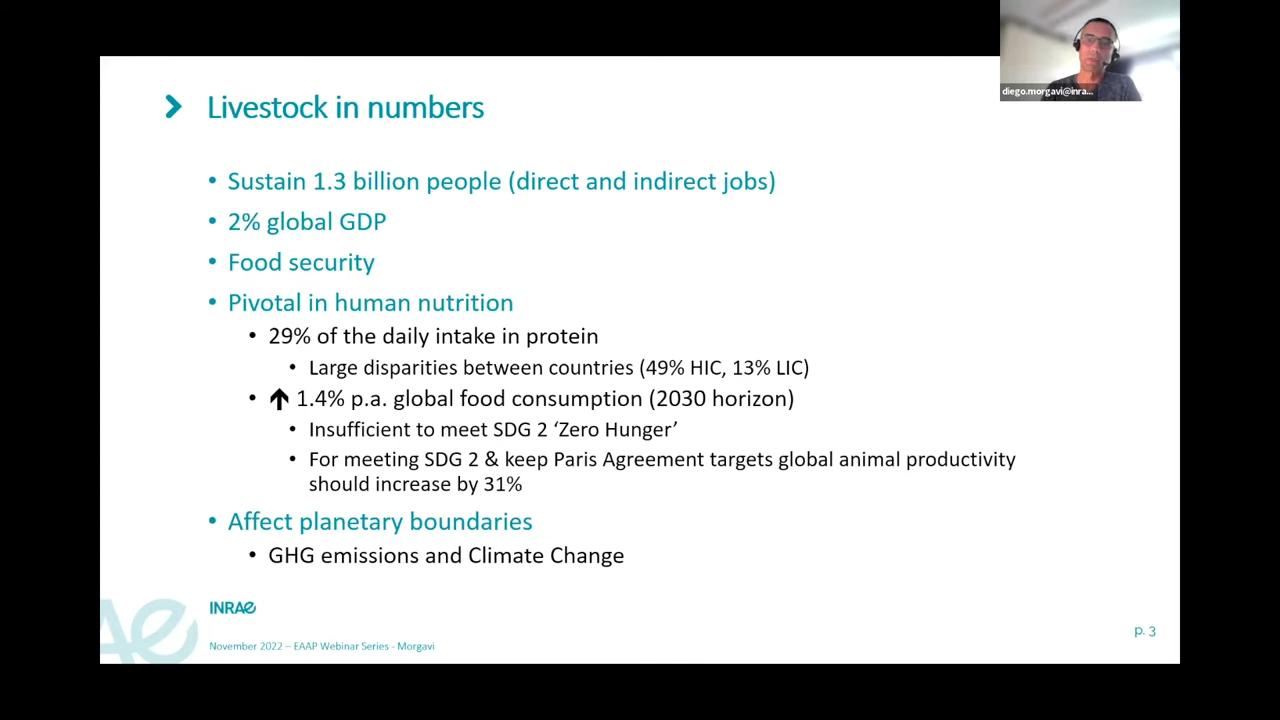 diego.morgavi@inra...
Livestock in numbers
• Sustain 1.3 billion people (direct and indirect jobs)
• 2% global GDP
• Food security
• Pivotal in human nutrition
• 29% of the daily intake in protein
• Large disparities between countries (49% HIC, 13% LIC)
• ↑ 1.4% p.a. global food consumption (2030 horizon)
• Insufficient to meet SDG 2 ‘Zero Hunger’
• For meeting SDG 2 & keep Paris Agreement targets global animal productivity
should increase by 31%
• Affect planetary boundaries
• GHG emissions and Climate Change
INRAE
p. 3
November 2022 – EAAP Webinar Series - Morgavi